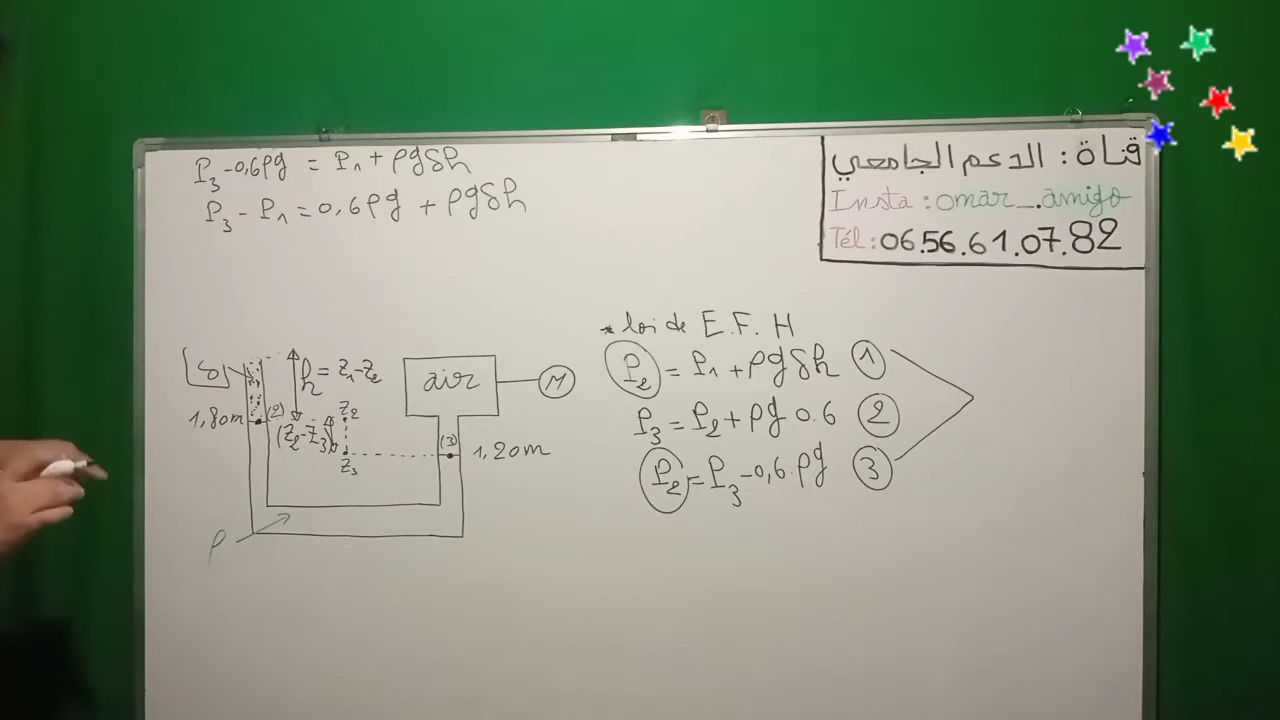 P₃ -0,6ρg = P₁ + ρgδh
P₃ - P₁ = 0,6ρg + ρgδh
قناة : الدعم الجامعي
Insta : omar_.amigo
Tél : 06.56.61.07.82
* loi de E.F.H
P₂ = P₁ + ρgδh ①
P₃ = P₂ + ρg 0.6 ②
P₂ = P₃ -0,6.ρg ③
δ
h = Z₁-Z₂
1,80m
(2)
Z₂
(Z₂-Z₃)
Z₃
air
M
(3)
1,20m
ρ